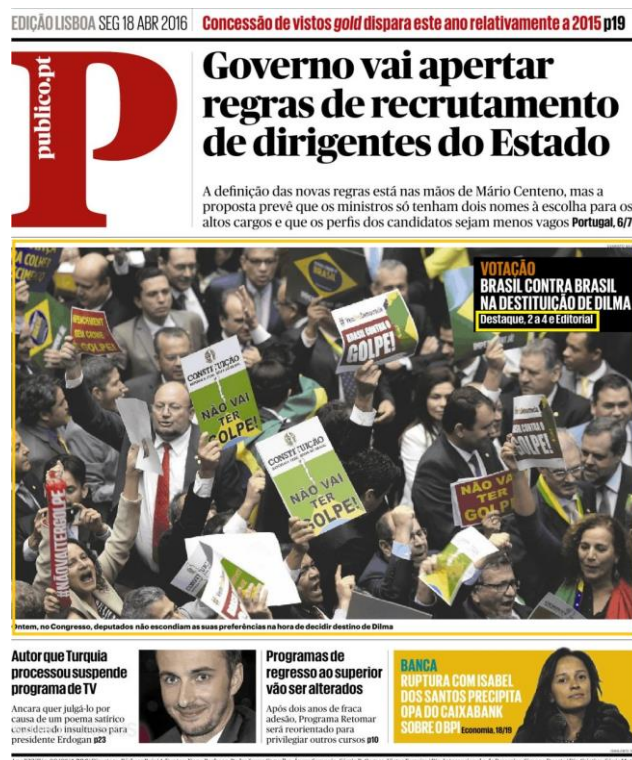 EDIÇÃO LISBOA SEG 18 ABR 2016
Concessão de vistos gold dispara este ano relativamente a 2015 p19
publico.pt
P
Governo vai apertar
regras de recrutamento
de dirigentes do Estado
A definição das novas regras está nas mãos de Mário Centeno, mas a
proposta prevê que os ministros só tenham dois nomes à escolha para os
altos cargos e que os perfis dos candidatos sejam menos vagos Portugal, 6/7
VOTAÇÃO
BRASIL CONTRA BRASIL
NA DESTITUIÇÃO DE DILMA
Destaque, 2 a 4 e Editorial
BRASIL CONTRA O
GOLPE!
CONSTITUIÇÃO
NÃO VAI
TER
GOLPE!
CONSTITUIÇÃO
NÃO VAI
TER
GOLPE!
GOLPE!
NÃO VA
TER
GOLP
#NÃOVAITERGOLPE
Ontem, no Congresso, deputados não escondiam as suas preferências na hora de decidir destino de Dilma
Autor que Turquia
processou suspende
programa de TV
Ancara quer julgá-lo por
causa de um poema satírico
considerado insultuoso para
presidente Erdogan p23
Programas de
regresso ao superior
vão ser alterados
Após dois anos de fraca
adesão, Programa Retomar
será reorientado para
privilegiar outros cursos p10
BANCA
RUPTURA COM ISABEL
DOS SANTOS PRECIPITA
OPA DO CAIXABANK
SOBRE O BPI Economia, 18/19